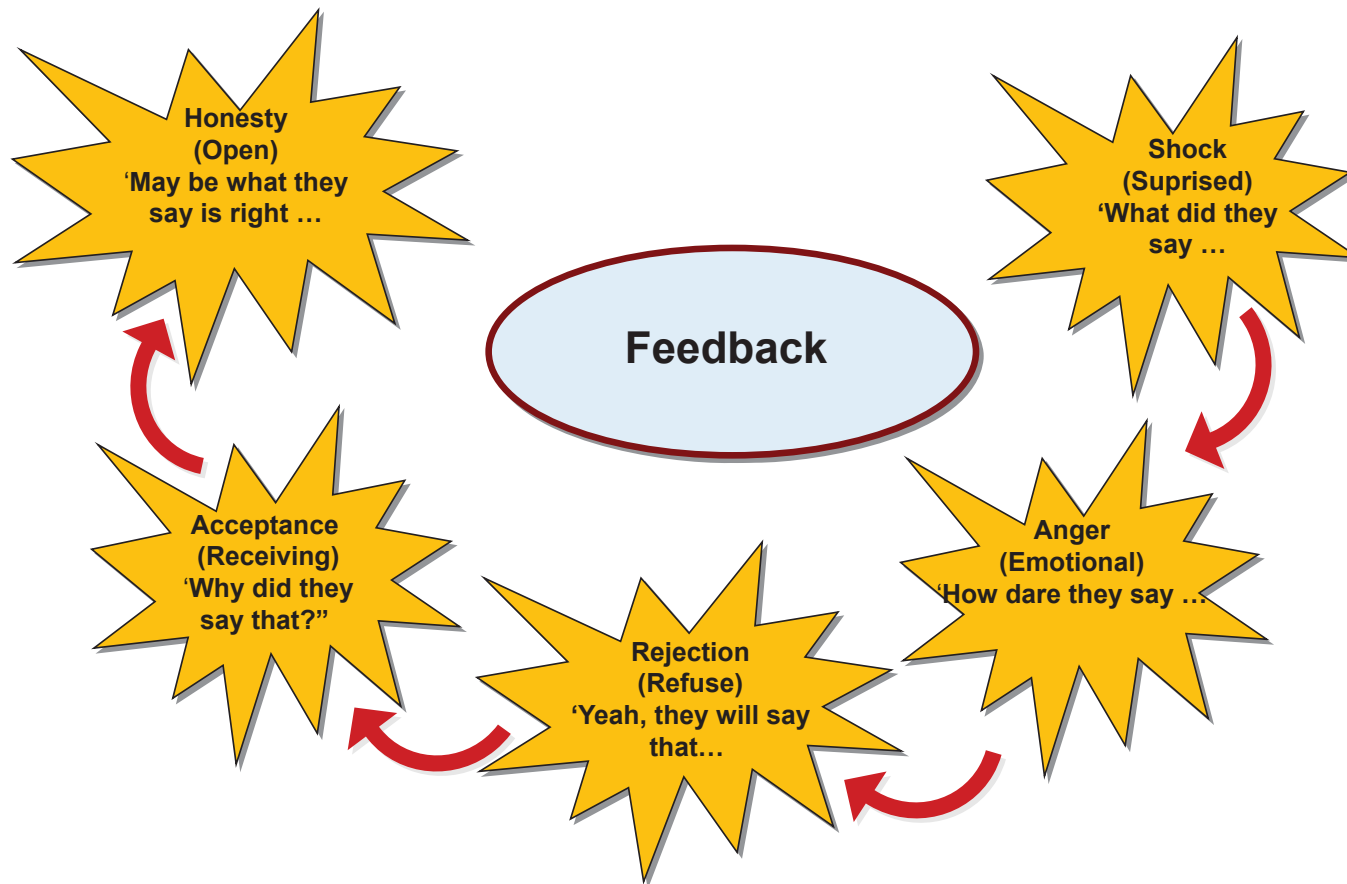 Honesty
(Open)
‘May be what they
say is right …
Shock
(Suprised)
‘What did they
say …
Feedback
Acceptance
(Receiving)
‘Why did they
say that?”
Anger
(Emotional)
‘How dare they say …
Rejection
(Refuse)
‘Yeah, they will say
that…